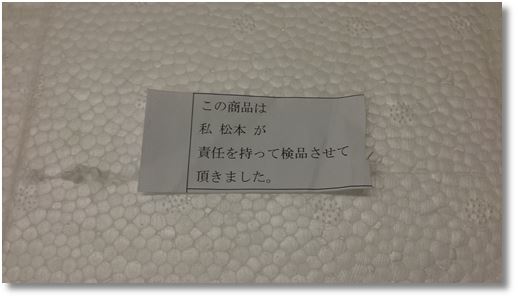 この商品は
私 松本 が
責任を持って検品させて
頂きました。